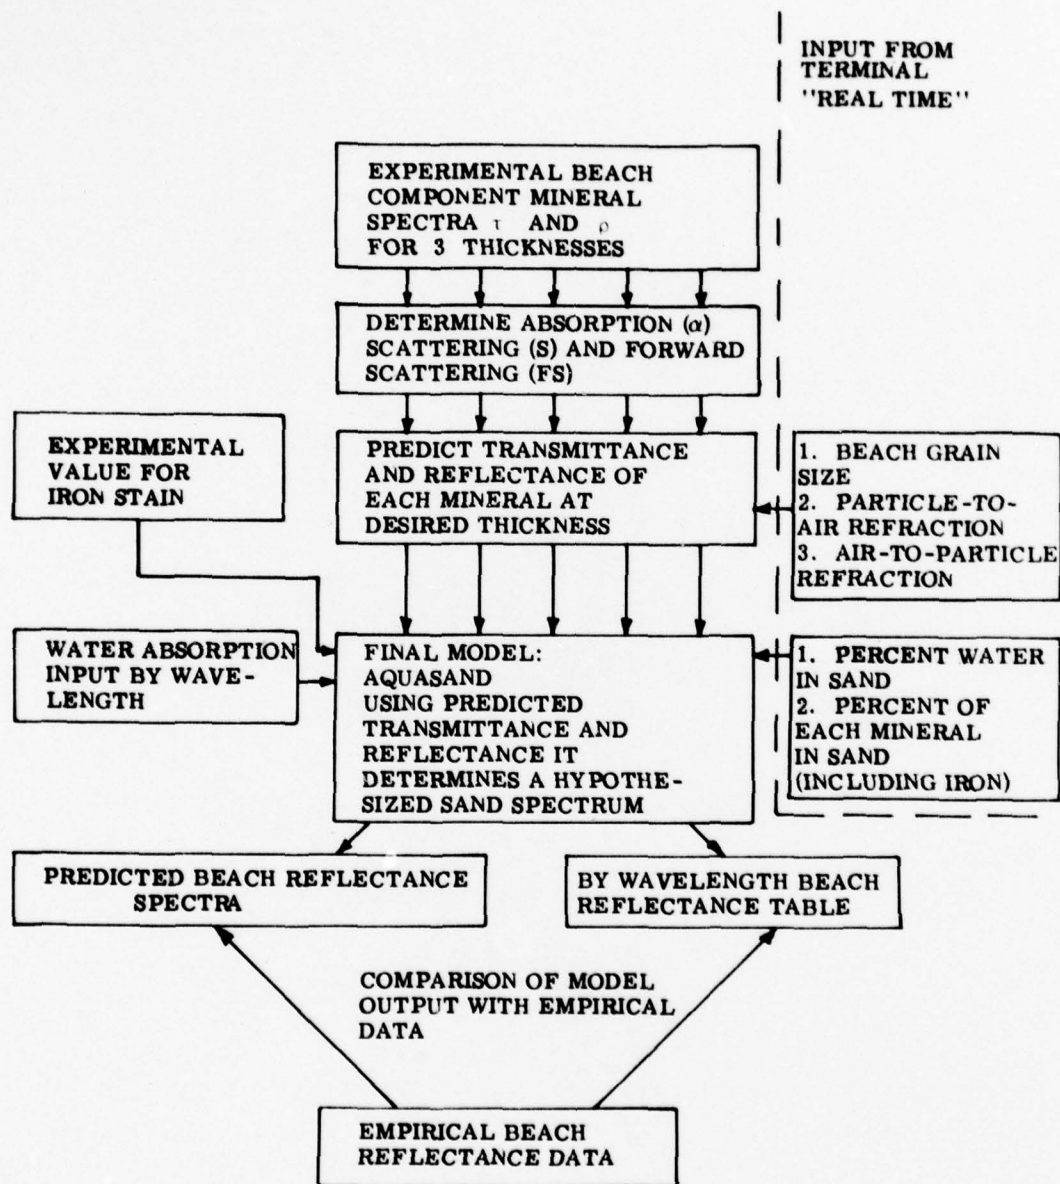 INPUT FROM
TERMINAL
"REAL TIME"
EXPERIMENTAL BEACH
COMPONENT MINERAL
SPECTRA τ AND ρ
FOR 3 THICKNESSES
DETERMINE ABSORPTION (α)
SCATTERING (S) AND FORWARD
SCATTERING (FS)
EXPERIMENTAL
VALUE FOR
IRON STAIN
PREDICT TRANSMITTANCE
AND REFLECTANCE OF
EACH MINERAL AT
DESIRED THICKNESS
1. BEACH GRAIN
SIZE
2. PARTICLE-TO-
AIR REFRACTION
3. AIR-TO-PARTICLE
REFRACTION
WATER ABSORPTION
INPUT BY WAVE-
LENGTH
FINAL MODEL:
AQUASAND
USING PREDICTED
TRANSMITTANCE AND
REFLECTANCE IT
DETERMINES A HYPOTHE-
SIZED SAND SPECTRUM
1. PERCENT WATER
IN SAND
2. PERCENT OF
EACH MINERAL
IN SAND
(INCLUDING IRON)
PREDICTED BEACH REFLECTANCE
SPECTRA
BY WAVELENGTH BEACH
REFLECTANCE TABLE
COMPARISON OF MODEL
OUTPUT WITH EMPIRICAL
DATA
EMPIRICAL BEACH
REFLECTANCE DATA